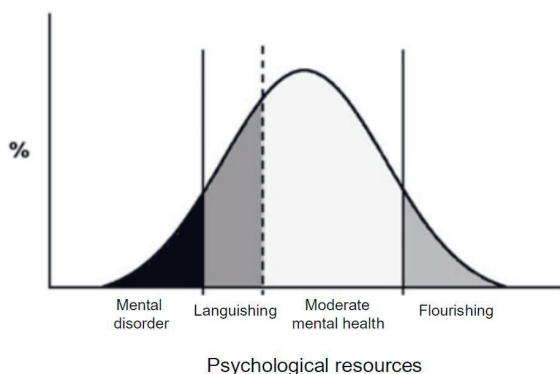 %
Mental
disorder
Languishing
Moderate
mental health
Flourishing
Psychological resources